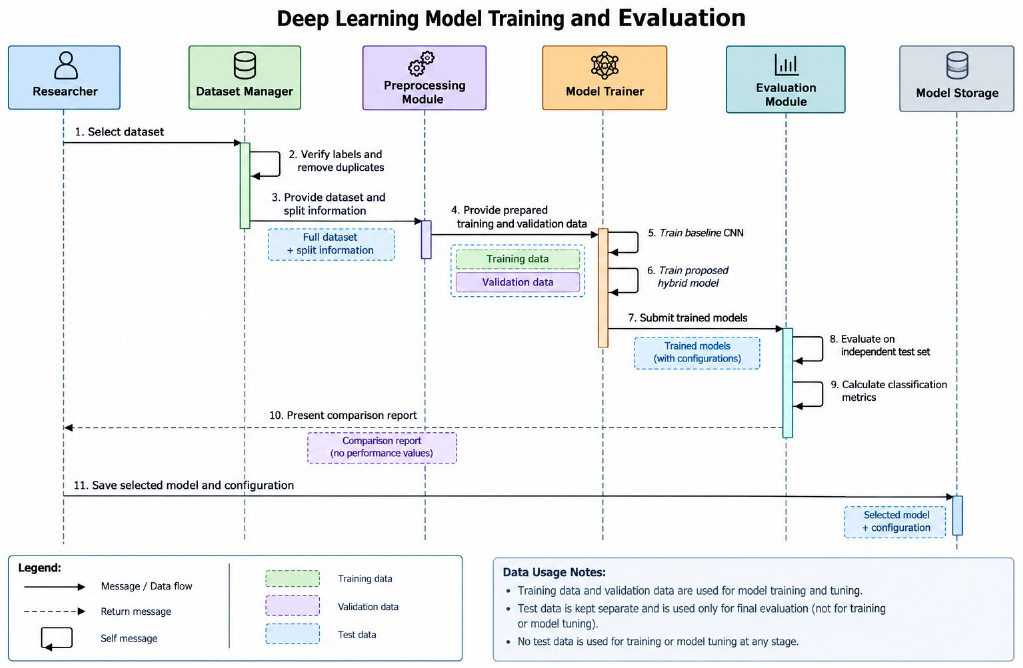 Deep Learning Model Training and Evaluation
Researcher
Dataset Manager
Preprocessing
Module
Model Trainer
Evaluation
Module
Model Storage
1. Select dataset
2. Verify labels and
remove duplicates
3. Provide dataset and
split information
Full dataset
+ split information
4. Provide prepared
training and validation data
Training data
Validation data
5. Train baseline CNN
6. Train proposed
hybrid model
7. Submit trained models
Trained models
(with configurations)
8. Evaluate on
independent test set
9. Calculate classification
metrics
10. Present comparison report
Comparison report
(no performance values)
11. Save selected model and configuration
Selected model
+ configuration
Legend:
Message / Data flow
Return message
Self message
Training data
Validation data
Test data
Data Usage Notes:
• Training data and validation data are used for model training and tuning.
• Test data is kept separate and is used only for final evaluation (not for training
or model tuning).
• No test data is used for training or model tuning at any stage.